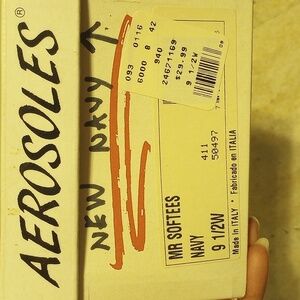 AEROSOLES®
NEW NAVY
093 0116
6000 8 42
940
24671169
$29.99
9 1/2W
411
50497
MR SOFTEES
NAVY
9 1/2W
Made in ITALY * Fabricado en ITALIA